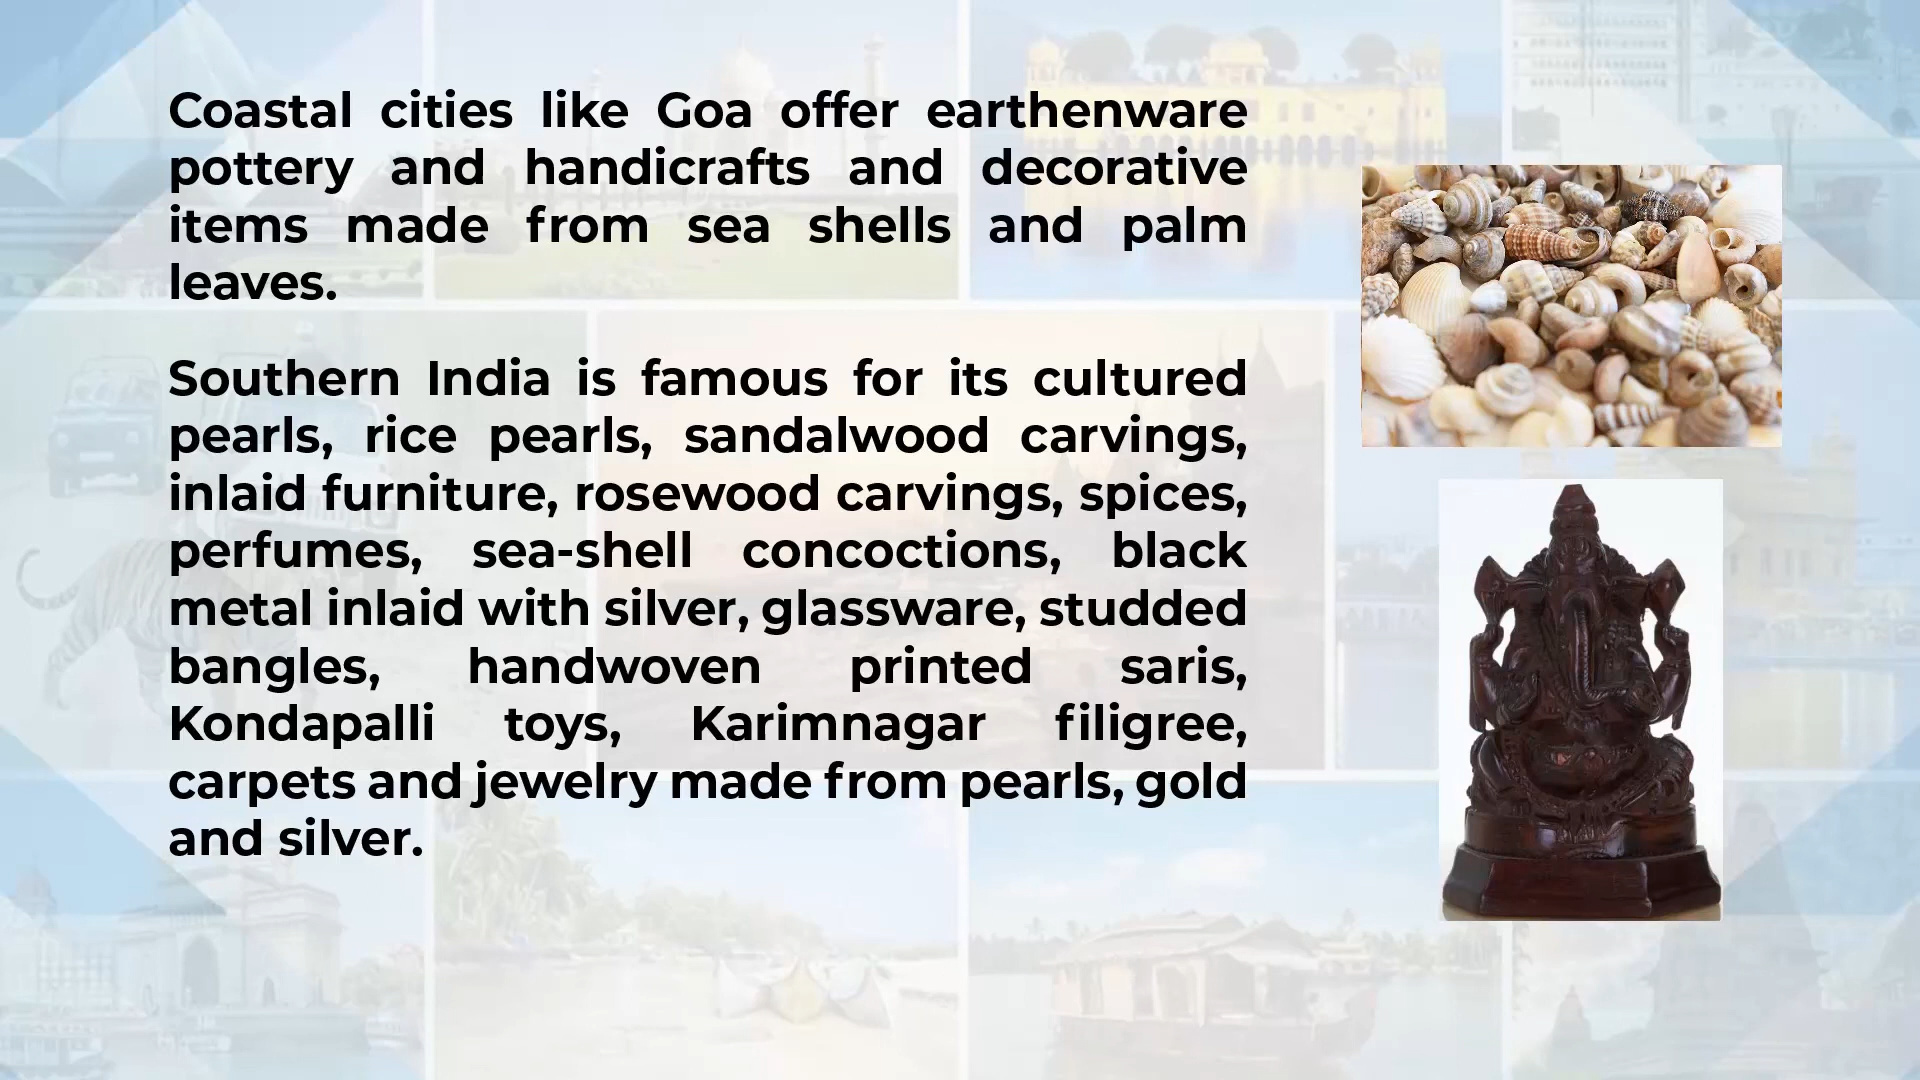 Coastal cities like Goa offer earthenware
pottery and handicrafts and decorative
items made from sea shells and palm
leaves.
Southern India is famous for its cultured
pearls, rice pearls, sandalwood carvings,
inlaid furniture, rosewood carvings, spices,
perfumes, sea-shell concoctions, black
metal inlaid with silver, glassware, studded
bangles, handwoven printed saris,
Kondapalli toys, Karimnagar filigree,
carpets and jewelry made from pearls, gold
and silver.